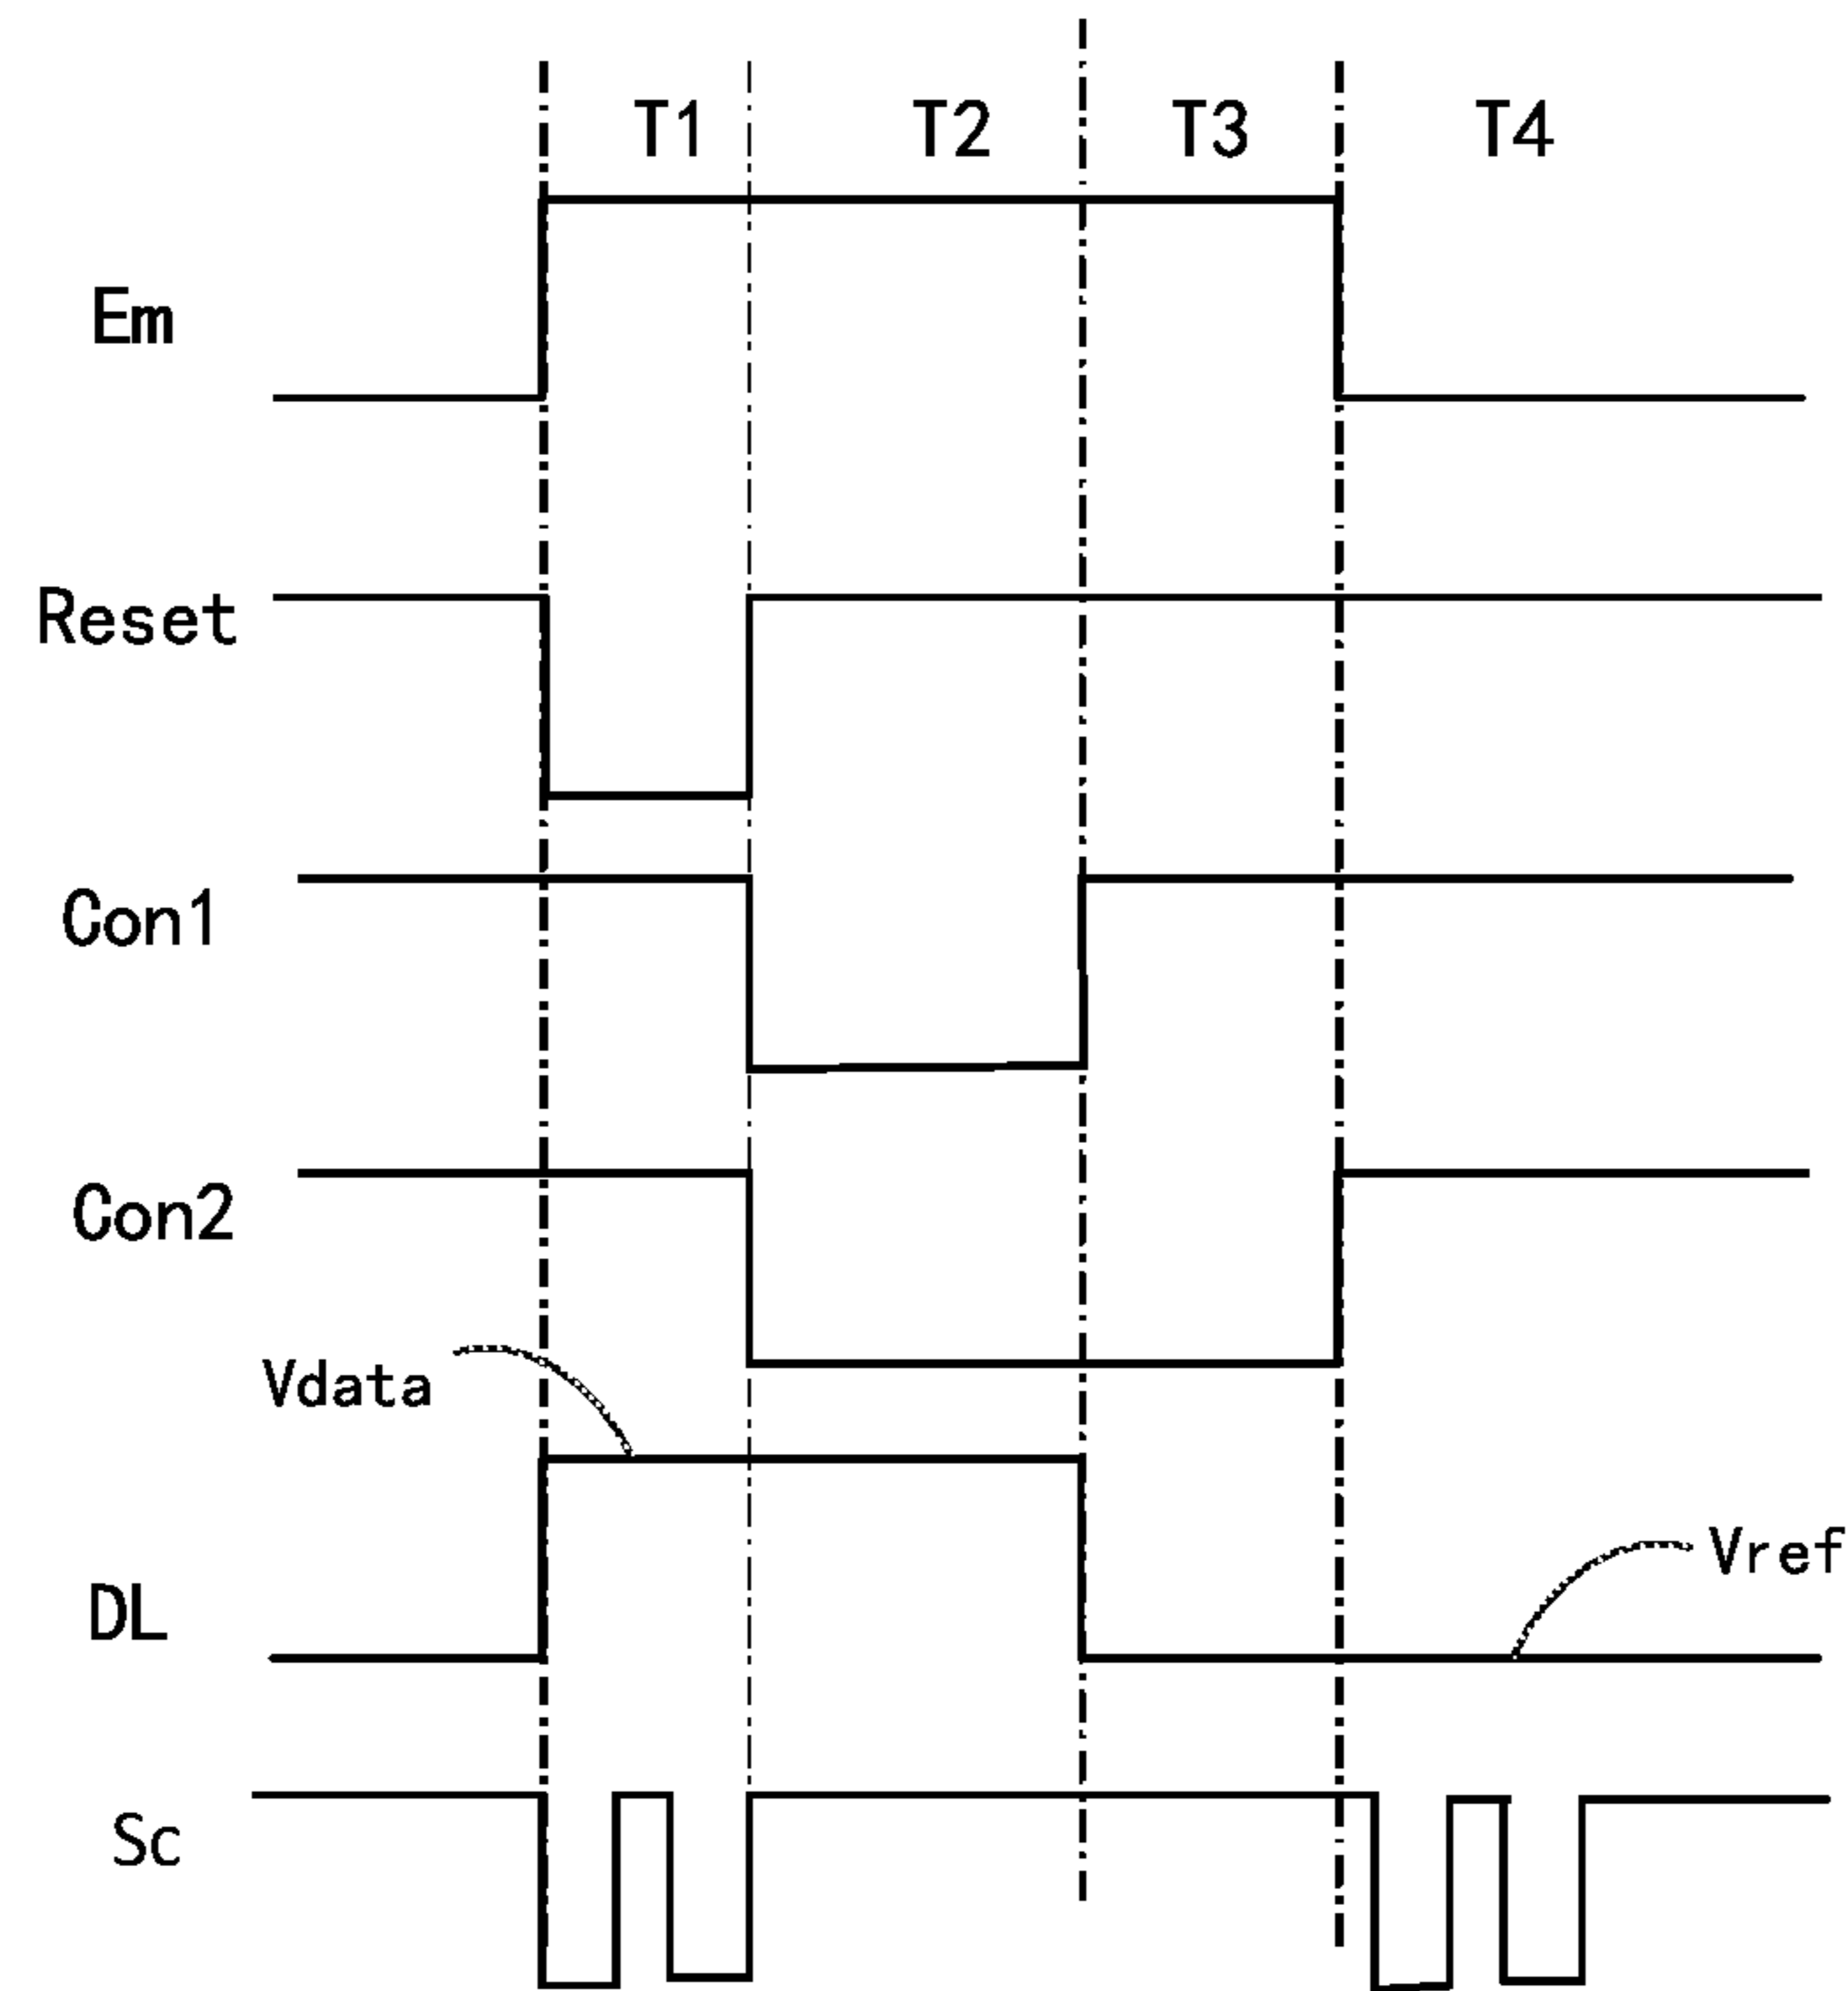 T1 T2 T3 T4
Em
Reset
Con1
Con2
Vdata
Vref
DL
Sc